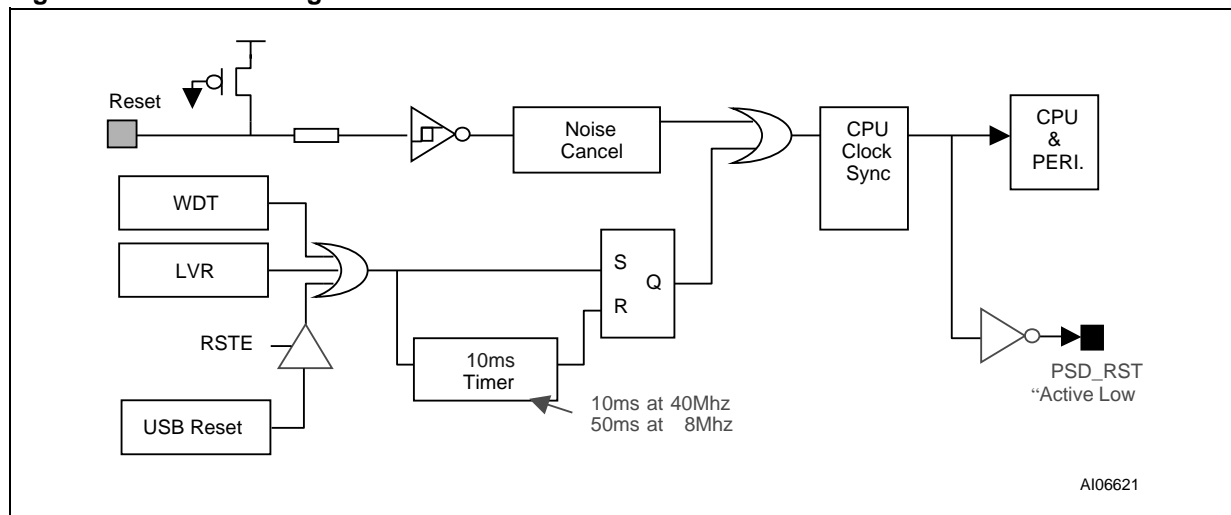 Reset
Noise
Cancel
CPU
Clock
Sync
CPU
&
PERI.
WDT
LVR
S
R
Q
RSTE
10ms
Timer
10ms at 40Mhz
50ms at 8Mhz
USB Reset
PSD_RST
“Active Low
AI06621